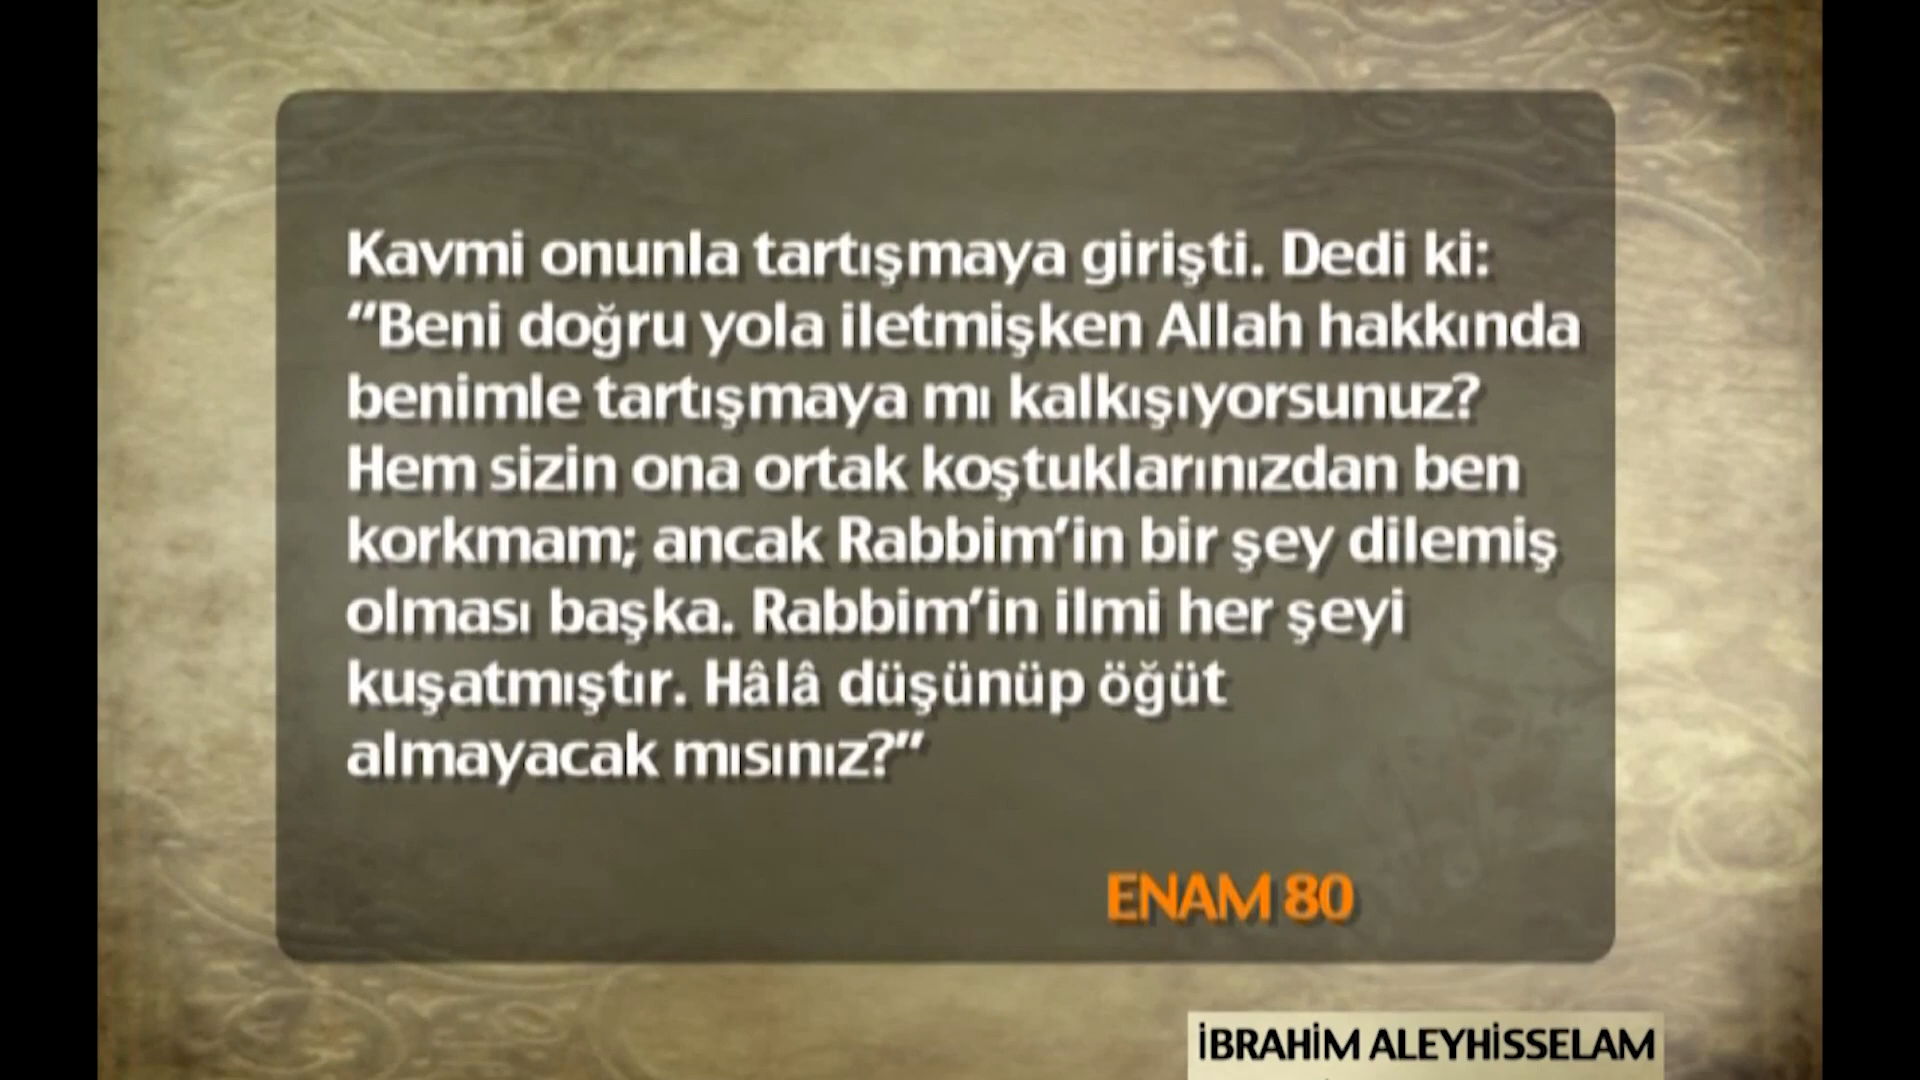 Kavmi onunla tartışmaya girişti. Dedi ki:
“Beni doğru yola iletmişken Allah hakkında
benimle tartışmaya mı kalkışıyorsunuz?
Hem sizin ona ortak koştuklarınızdan ben
korkmam; ancak Rabbim’in bir şey dilemiş
olması başka. Rabbim’in ilmi her şeyi
kuşatmıştır. Hâlâ düşünüp öğüt
almayacak mısınız?”
ENAM 80
İBRAHİM ALEYHİSSELAM